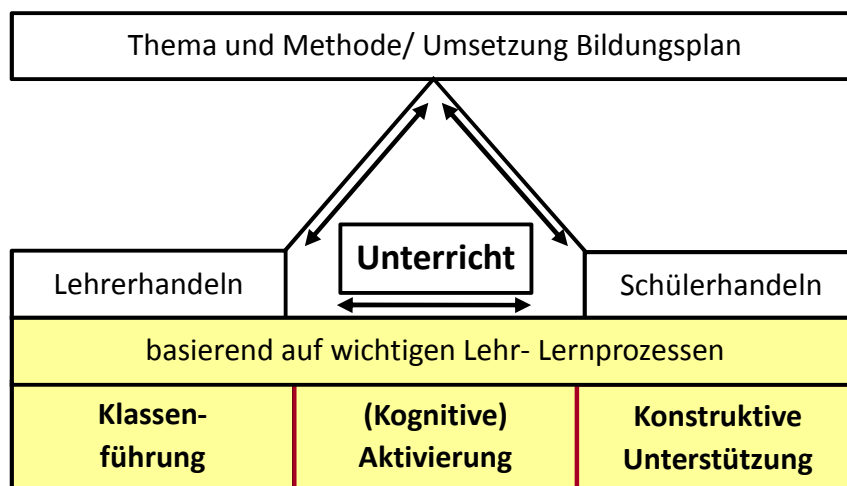 Thema und Methode/ Umsetzung Bildungsplan
Unterricht
Lehrerhandeln
Schülerhandeln
basierend auf wichtigen Lehr- Lernprozessen
Klassen-
führung
(Kognitive)
Aktivierung
Konstruktive
Unterstützung